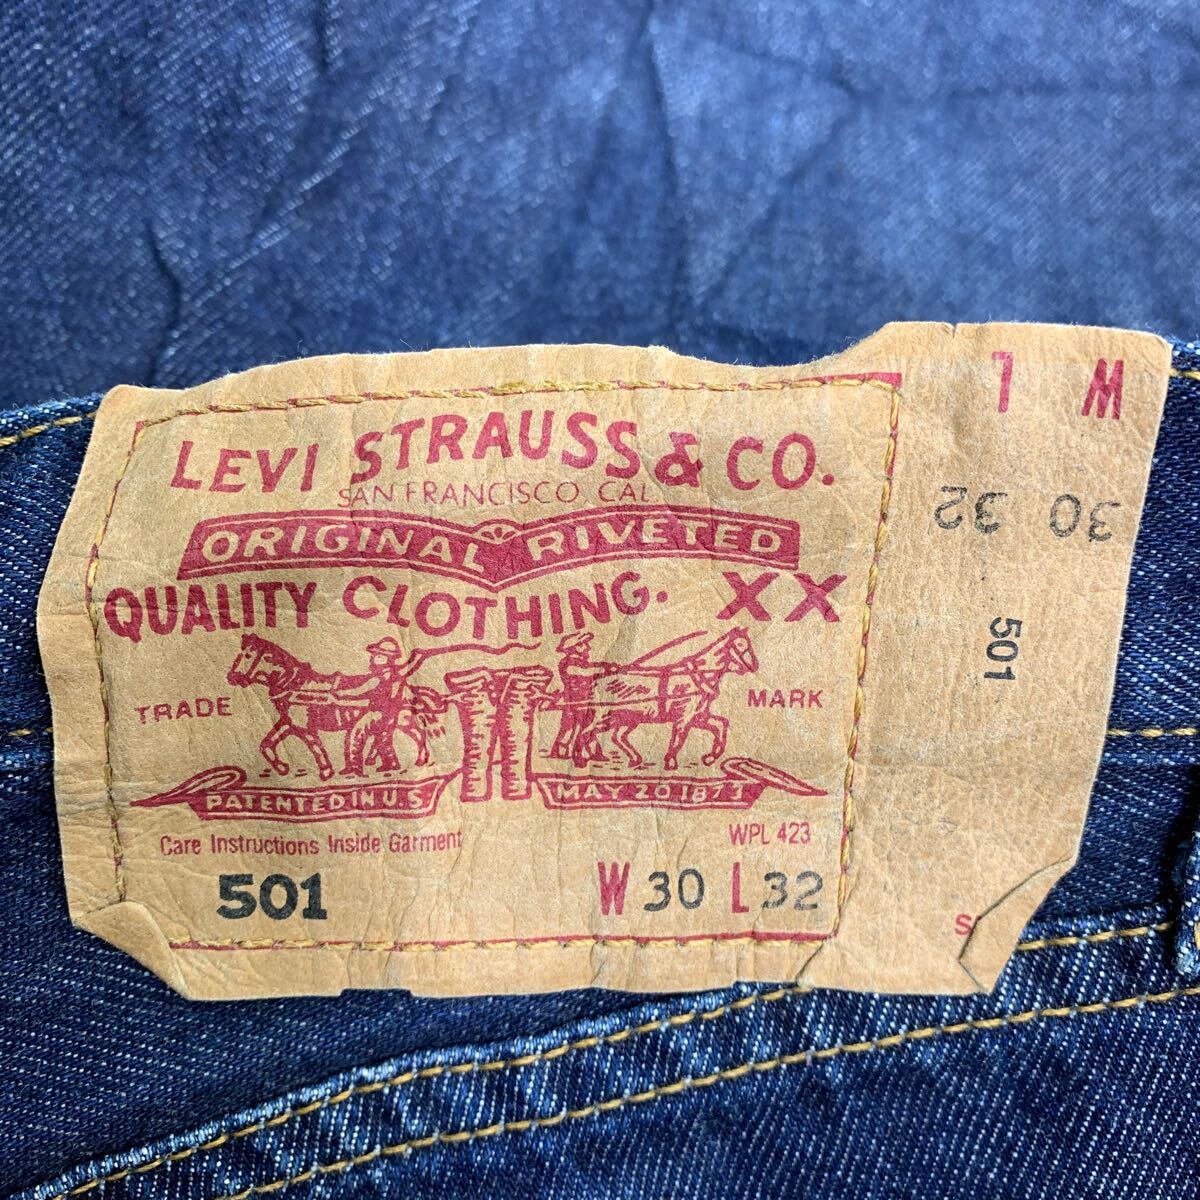 LEVI STRAUSS & CO.
SAN FRANCISCO, CAL.
ORIGINAL RIVETED
QUALITY CLOTHING. XX
TRADE MARK
PATENTED IN U.S. MAY 20 1873
Care Instructions Inside Garment WPL 423
501 W 30 L 32
W L
30 32
501
S